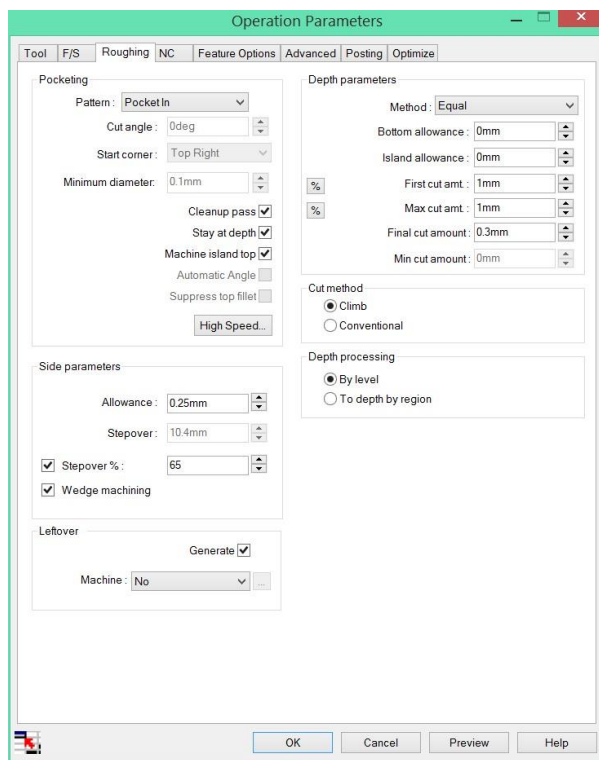 Operation Parameters
Tool F/S Roughing NC Feature Options Advanced Posting Optimize
Pocketing
Pattern : Pocket In
Cut angle : 0deg
Start corner : Top Right
Minimum diameter: 0.1mm
Cleanup pass
Stay at depth
Machine island top
Automatic Angle
Suppress top fillet
High Speed...
Side parameters
Allowance : 0.25mm
Stepover : 10.4mm
Stepover % : 65
Wedge machining
Leftover
Generate
Machine : No ...
Depth parameters
Method : Equal
Bottom allowance : 0mm
Island allowance : 0mm
% First cut amt. : 1mm
% Max cut amt. : 1mm
Final cut amount : 0.3mm
Min cut amount : 0mm
Cut method
Climb
Conventional
Depth processing
By level
To depth by region
OK Cancel Preview Help